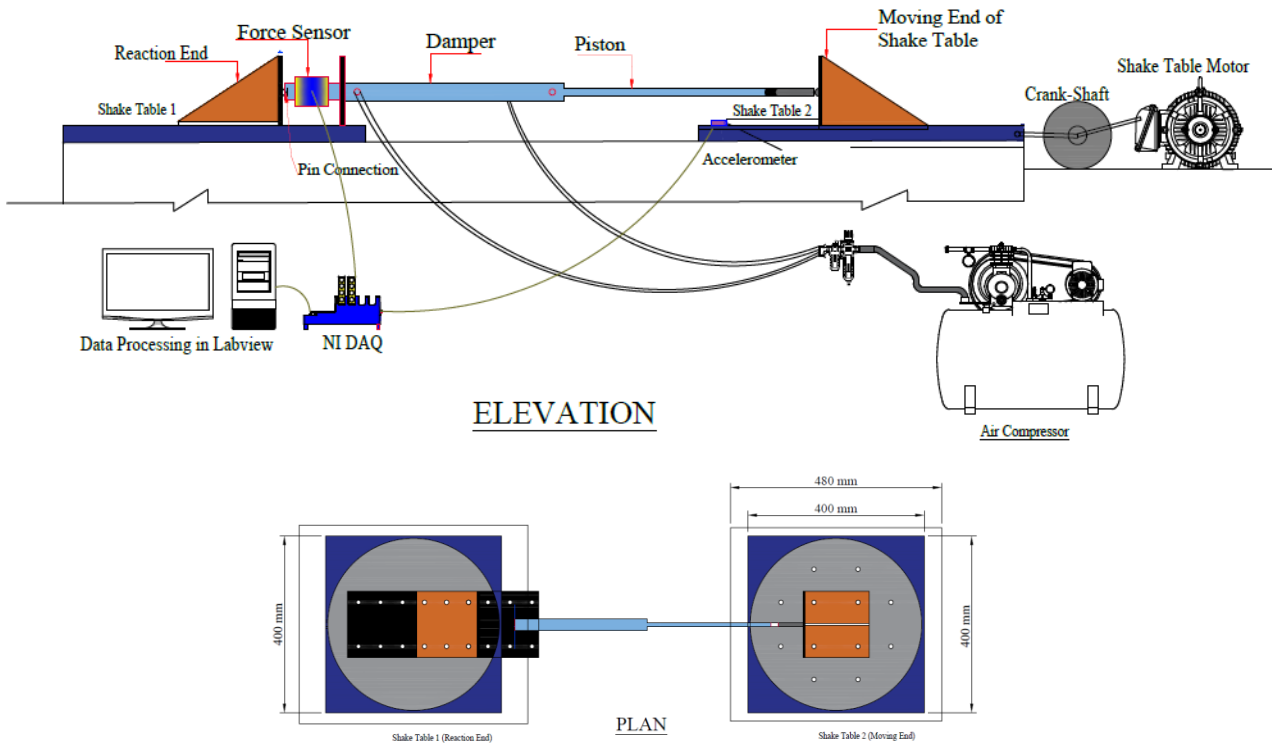 Moving End of
Shake Table
Force Sensor
Damper
Piston
Reaction End
Shake Table Motor
Crank-Shaft
Shake Table 1
Shake Table 2
Pin Connection
Accelerometer
Data Processing in Labview
NI DAQ
ELEVATION
Air Compressor
480 mm
400 mm
400 mm
400 mm
PLAN
Shake Table 1 (Reaction End)
Shake Table 2 (Moving End)